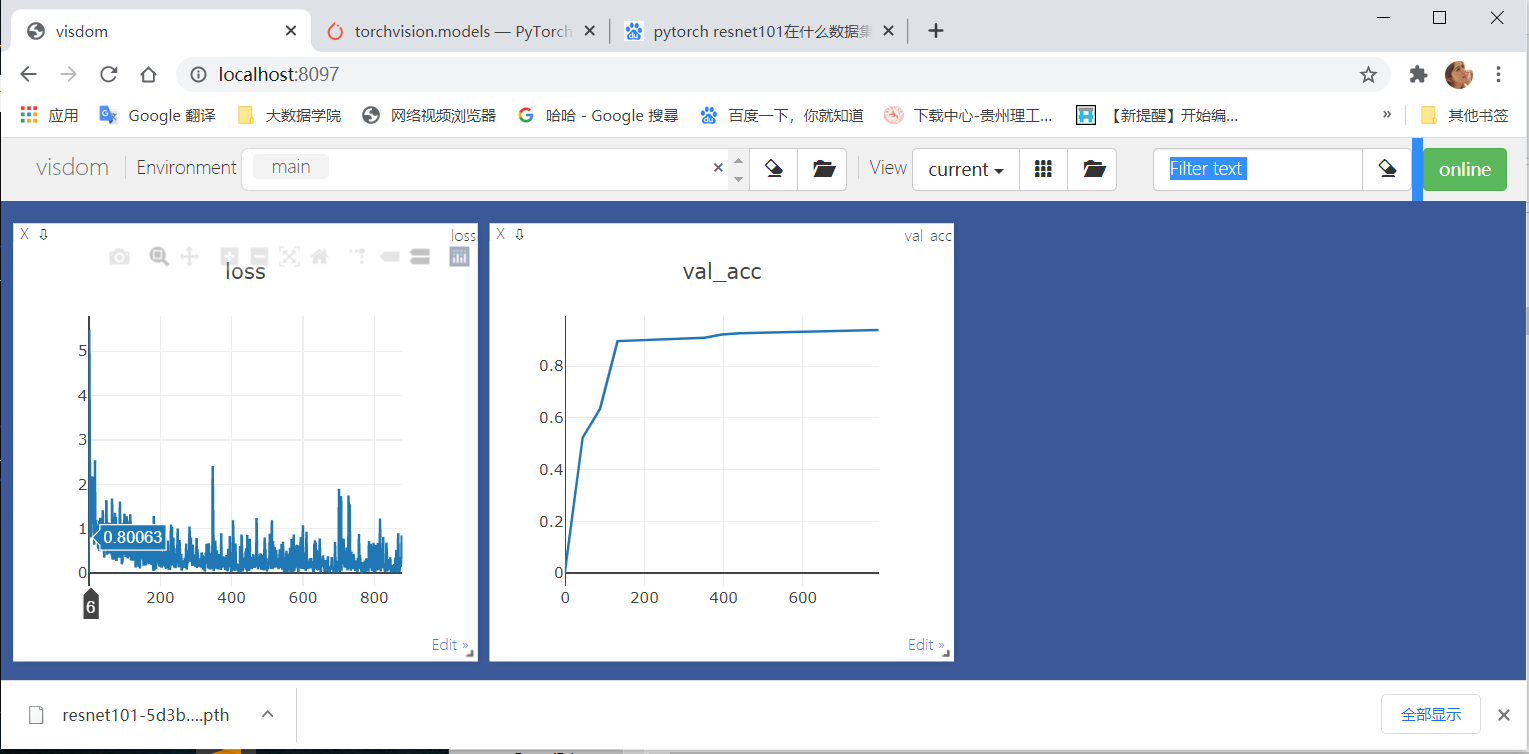 visdom
torchvision.models — PyTorch
pytorch resnet101在什么数据集
localhost:8097
应用
Google 翻译
大数据学院
网络视频浏览器
哈哈 - Google 搜尋
百度一下，你就知道
下载中心-贵州理工...
【新提醒】开始编...
»
其他书签
visdom
Environment
main
View
current
Filter text
online
X
loss
loss
5
4
3
2
1
0
0.80063
6
200
400
600
800
Edit »
X
val_acc
val_acc
0.8
0.6
0.4
0.2
0
0
200
400
600
Edit »
resnet101-5d3b....pth
全部显示